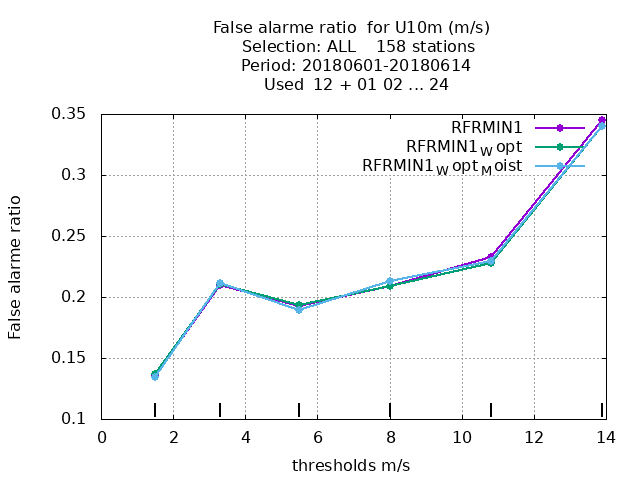 False alarme ratio  for U10m (m/s)
Selection: ALL    158 stations
Period: 20180601-20180614
Used  12 + 01 02 ... 24
RFRMIN1
RFRMIN1Wopt
RFRMIN1WoptMoist
0.35
0.3
0.25
0.2
0.15
0.1
False alarme ratio
0 2 4 6 8 10 12 14
thresholds m/s